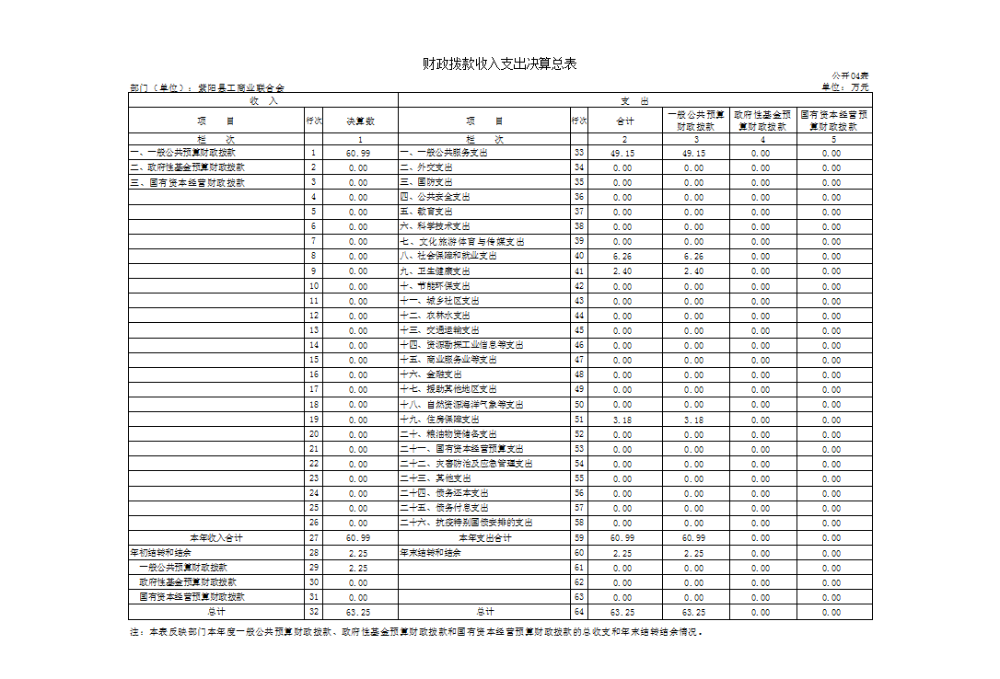 财政拨款收入支出决算总表
公开04表
部门（单位）：紫阳县工商业联合会 单位：万元
收 入 支 出
项 目 行次 决算数 项 目 行次 合计 一般公共预算财政拨款 政府性基金预算财政拨款 国有资本经营预算财政拨款
栏 次 1 栏 次 2 3 4 5
一、一般公共预算财政拨款 1 60.99 一、一般公共服务支出 33 49.15 49.15 0.00 0.00
二、政府性基金预算财政拨款 2 0.00 二、外交支出 34 0.00 0.00 0.00 0.00
三、国有资本经营财政拨款 3 0.00 三、国防支出 35 0.00 0.00 0.00 0.00
4 0.00 四、公共安全支出 36 0.00 0.00 0.00 0.00
5 0.00 五、教育支出 37 0.00 0.00 0.00 0.00
6 0.00 六、科学技术支出 38 0.00 0.00 0.00 0.00
7 0.00 七、文化旅游体育与传媒支出 39 0.00 0.00 0.00 0.00
8 0.00 八、社会保障和就业支出 40 6.26 6.26 0.00 0.00
9 0.00 九、卫生健康支出 41 2.40 2.40 0.00 0.00
10 0.00 十、节能环保支出 42 0.00 0.00 0.00 0.00
11 0.00 十一、城乡社区支出 43 0.00 0.00 0.00 0.00
12 0.00 十二、农林水支出 44 0.00 0.00 0.00 0.00
13 0.00 十三、交通运输支出 45 0.00 0.00 0.00 0.00
14 0.00 十四、资源勘探工业信息等支出 46 0.00 0.00 0.00 0.00
15 0.00 十五、商业服务业等支出 47 0.00 0.00 0.00 0.00
16 0.00 十六、金融支出 48 0.00 0.00 0.00 0.00
17 0.00 十七、援助其他地区支出 49 0.00 0.00 0.00 0.00
18 0.00 十八、自然资源海洋气象等支出 50 0.00 0.00 0.00 0.00
19 0.00 十九、住房保障支出 51 3.18 3.18 0.00 0.00
20 0.00 二十、粮油物资储备支出 52 0.00 0.00 0.00 0.00
21 0.00 二十一、国有资本经营预算支出 53 0.00 0.00 0.00 0.00
22 0.00 二十二、灾害防治及应急管理支出 54 0.00 0.00 0.00 0.00
23 0.00 二十三、其他支出 55 0.00 0.00 0.00 0.00
24 0.00 二十四、债务还本支出 56 0.00 0.00 0.00 0.00
25 0.00 二十五、债务付息支出 57 0.00 0.00 0.00 0.00
26 0.00 二十六、抗疫特别国债安排的支出 58 0.00 0.00 0.00 0.00
本年收入合计 27 60.99 本年支出合计 59 60.99 60.99 0.00 0.00
年初结转和结余 28 2.25 年末结转和结余 60 2.25 2.25 0.00 0.00
一般公共预算财政拨款 29 2.25 61 0.00 0.00 0.00 0.00
政府性基金预算财政拨款 30 0.00 62 0.00 0.00 0.00 0.00
国有资本经营预算财政拨款 31 0.00 63 0.00 0.00 0.00 0.00
总计 32 63.25 总计 64 63.25 63.25 0.00 0.00
注：本表反映部门本年度一般公共预算财政拨款、政府性基金预算财政拨款和国有资本经营预算财政拨款的总收支和年末结转结余情况。